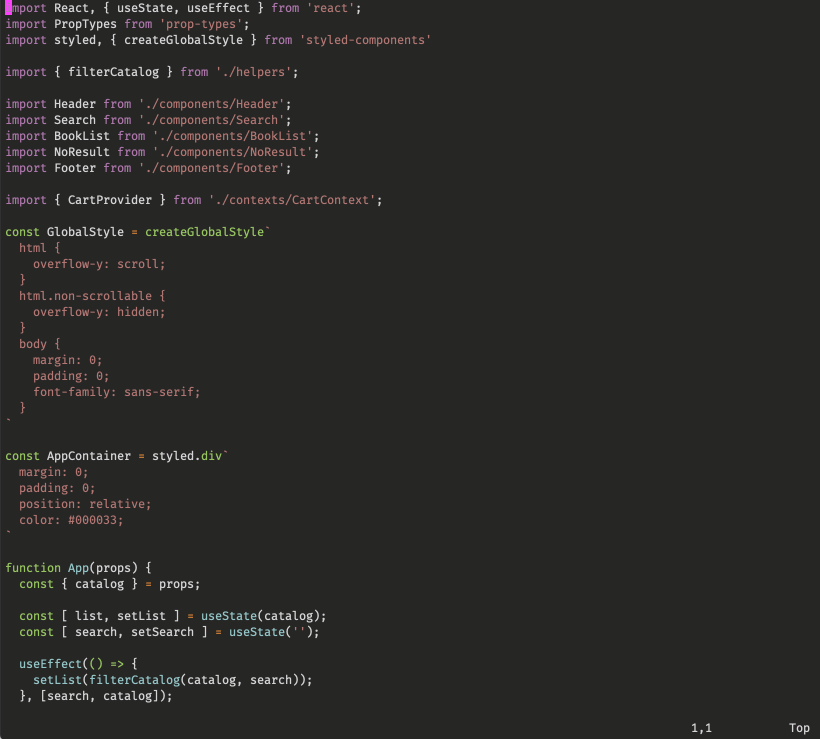 import React, { useState, useEffect } from 'react';
import PropTypes from 'prop-types';
import styled, { createGlobalStyle } from 'styled-components'

import { filterCatalog } from './helpers';

import Header from './components/Header';
import Search from './components/Search';
import BookList from './components/BookList';
import NoResult from './components/NoResult';
import Footer from './components/Footer';

import { CartProvider } from './contexts/CartContext';

const GlobalStyle = createGlobalStyle`
  html {
    overflow-y: scroll;
  }
  html.non-scrollable {
    overflow-y: hidden;
  }
  body {
    margin: 0;
    padding: 0;
    font-family: sans-serif;
  }
`

const AppContainer = styled.div`
  margin: 0;
  padding: 0;
  position: relative;
  color: #000033;
`

function App(props) {
  const { catalog } = props;

  const [ list, setList ] = useState(catalog);
  const [ search, setSearch ] = useState('');

  useEffect(() => {
    setList(filterCatalog(catalog, search));
  }, [search, catalog]);

1,1 Top